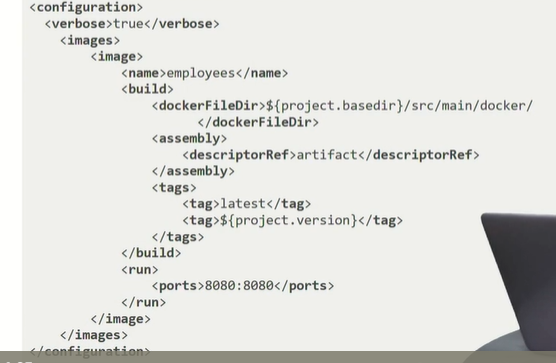 <configuration>
<verbose>true</verbose>
<images>
<image>
<name>employees</name>
<build>
<dockerFileDir>${project.basedir}/src/main/docker/
</dockerFileDir>
<assembly>
<descriptorRef>artifact</descriptorRef>
</assembly>
<tags>
<tag>latest</tag>
<tag>${project.version}</tag>
</tags>
</build>
<run>
<ports>8080:8080</ports>
</run>
</image>
</images>
</configuration>